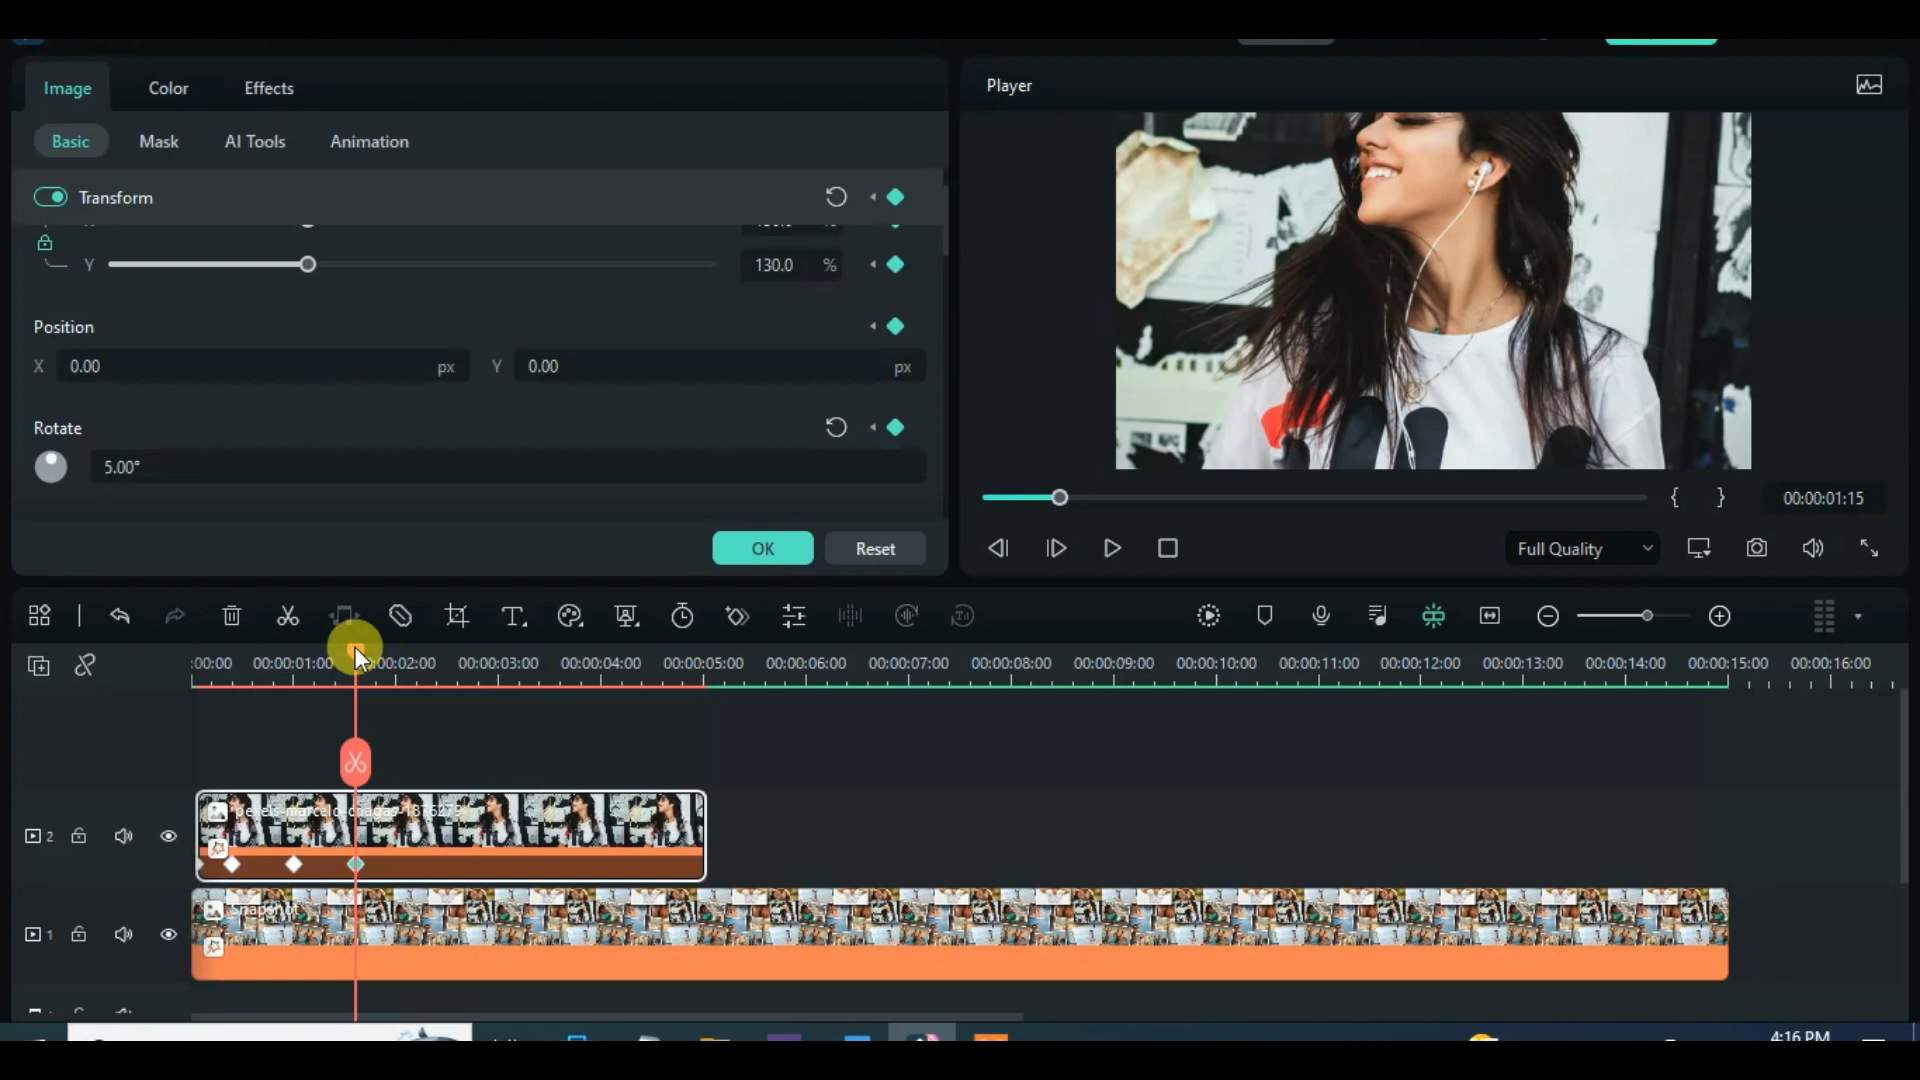 Image Color Effects
Player
Basic Mask AI Tools Animation
Transform
Y 130.0 %
Position
X 0.00 px Y 0.00 px
Rotate
5.00°
00:00:01:15
OK Reset
Full Quality
:00:00 00:00:01:00 00:02:00 00:00:03:00 00:00:04:00 00:00:05:00 00:00:06:00 00:00:07:00 00:00:08:00 00:00:09:00 00:00:10:00 00:00:11:00 00:00:12:00 00:00:13:00 00:00:14:00 00:00:15:00 00:00:16:00
pexels-marcelo-chagas-1876279
2
Snapshot
1
4:16 PM